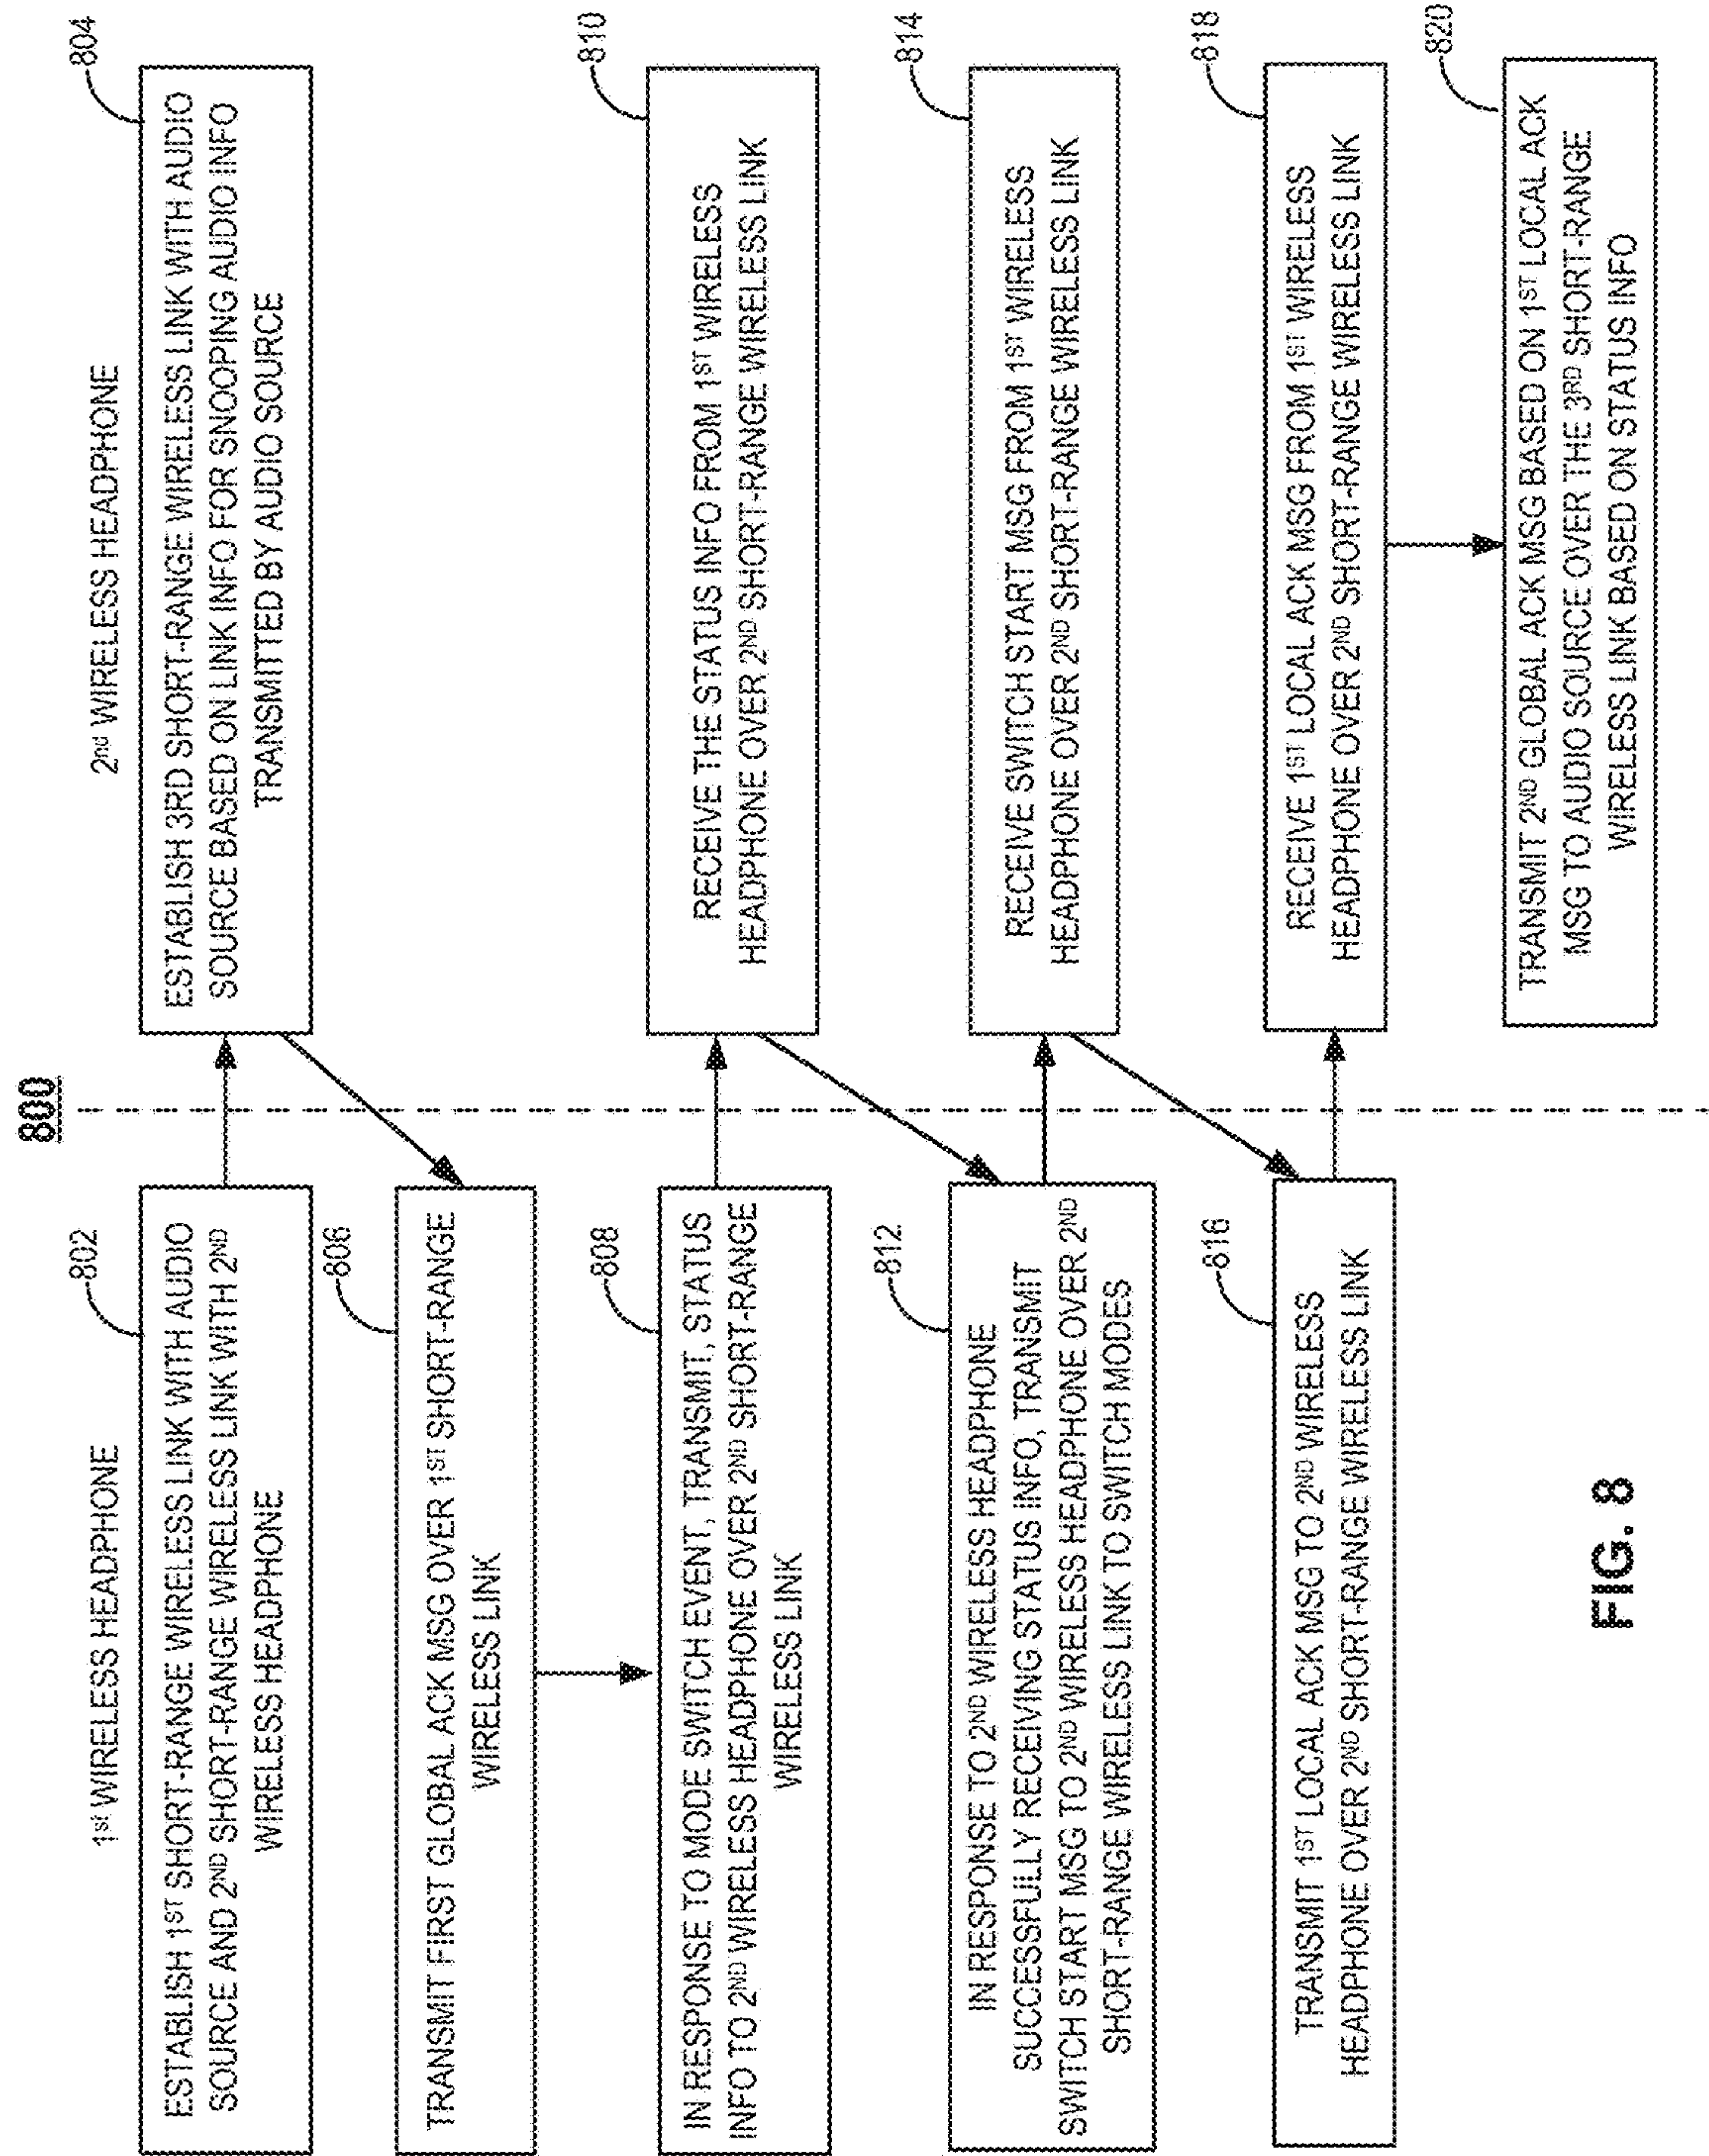 800
1st WIRELESS HEADPHONE
2nd WIRELESS HEADPHONE
802
ESTABLISH 1ST SHORT-RANGE WIRELESS LINK WITH AUDIO
SOURCE AND 2ND SHORT-RANGE WIRELESS LINK WITH 2ND
WIRELESS HEADPHONE
804
ESTABLISH 3RD SHORT-RANGE WIRELESS LINK WITH AUDIO
SOURCE BASED ON LINK INFO FOR SNOOPING AUDIO INFO
TRANSMITTED BY AUDIO SOURCE
806
TRANSMIT FIRST GLOBAL ACK MSG OVER 1ST SHORT-RANGE
WIRELESS LINK
808
IN RESPONSE TO MODE SWITCH EVENT, TRANSMIT, STATUS
INFO TO 2ND WIRELESS HEADPHONE OVER 2ND SHORT-RANGE
WIRELESS LINK
810
RECEIVE THE STATUS INFO FROM 1ST WIRELESS
HEADPHONE OVER 2ND SHORT-RANGE WIRELESS LINK
812
IN RESPONSE TO 2ND WIRELESS HEADPHONE
SUCCESSFULLY RECEIVING STATUS INFO, TRANSMIT
SWITCH START MSG TO 2ND WIRELESS HEADPHONE OVER 2ND
SHORT-RANGE WIRELESS LINK TO SWITCH MODES
814
RECEIVE SWITCH START MSG FROM 1ST WIRELESS
HEADPHONE OVER 2ND SHORT-RANGE WIRELESS LINK
816
TRANSMIT 1ST LOCAL ACK MSG TO 2ND WIRELESS
HEADPHONE OVER 2ND SHORT-RANGE WIRELESS LINK
818
RECEIVE 1ST LOCAL ACK MSG FROM 1ST WIRELESS
HEADPHONE OVER 2ND SHORT-RANGE WIRELESS LINK
820
TRANSMIT 2ND GLOBAL ACK MSG BASED ON 1ST LOCAL ACK
MSG TO AUDIO SOURCE OVER THE 3RD SHORT-RANGE
WIRELESS LINK BASED ON STATUS INFO
FIG. 8